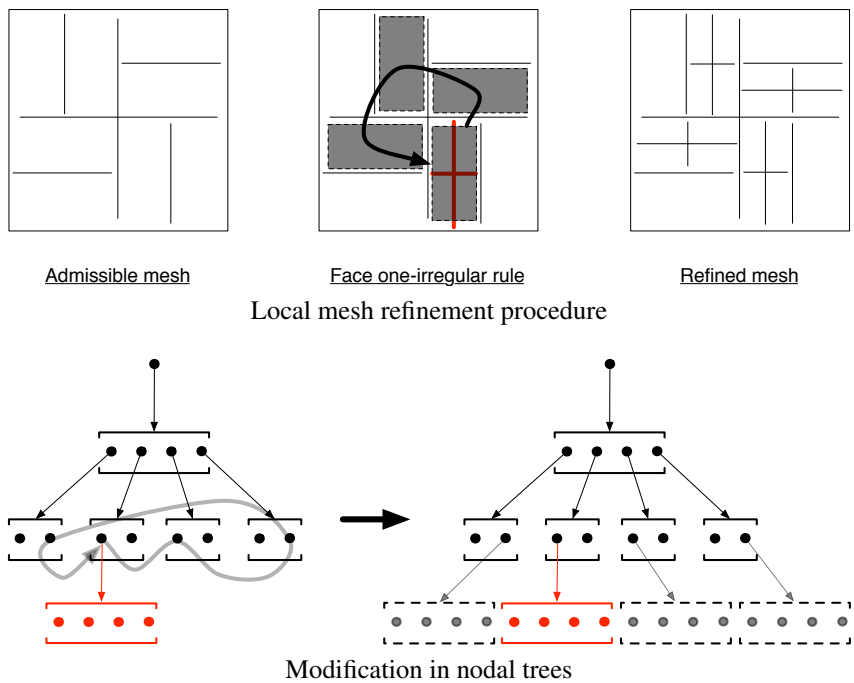 Admissible mesh
Face one-irregular rule
Refined mesh
Local mesh refinement procedure
Modification in nodal trees